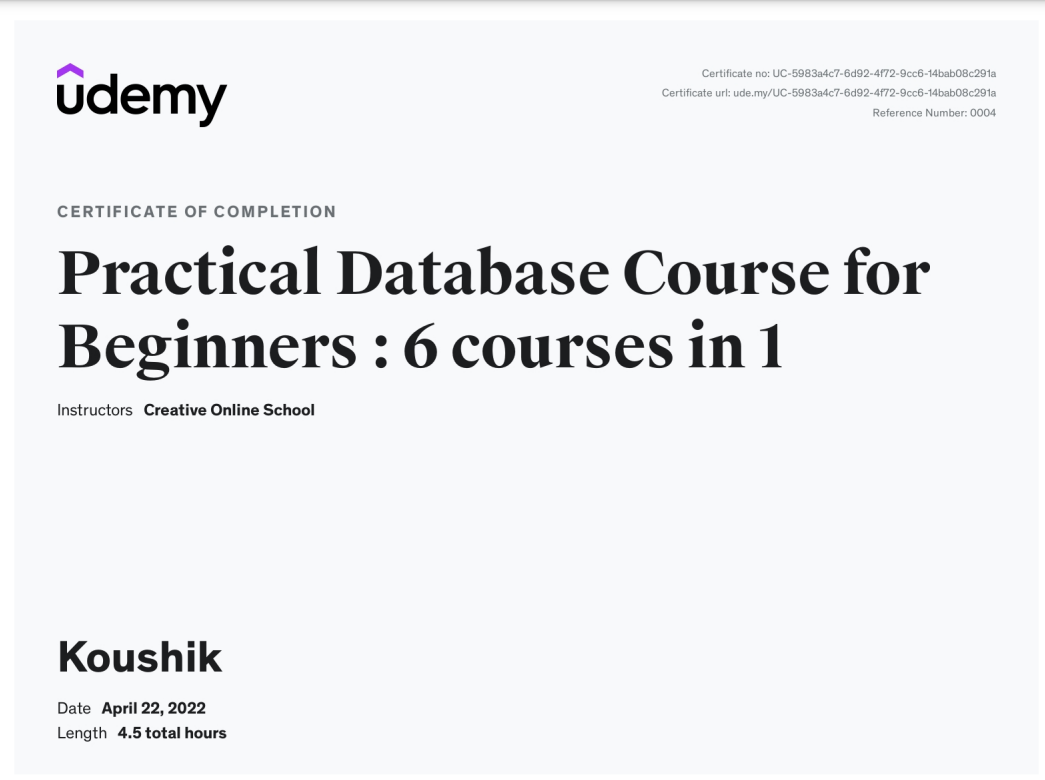 udemy
Certificate no: UC-5983a4c7-6d92-4f72-9cc6-14bab08c291a
Certificate url: ude.my/UC-5983a4c7-6d92-4f72-9cc6-14bab08c291a
Reference Number: 0004
CERTIFICATE OF COMPLETION
Practical Database Course for
Beginners : 6 courses in 1
Instructors Creative Online School
Koushik
Date April 22, 2022
Length 4.5 total hours